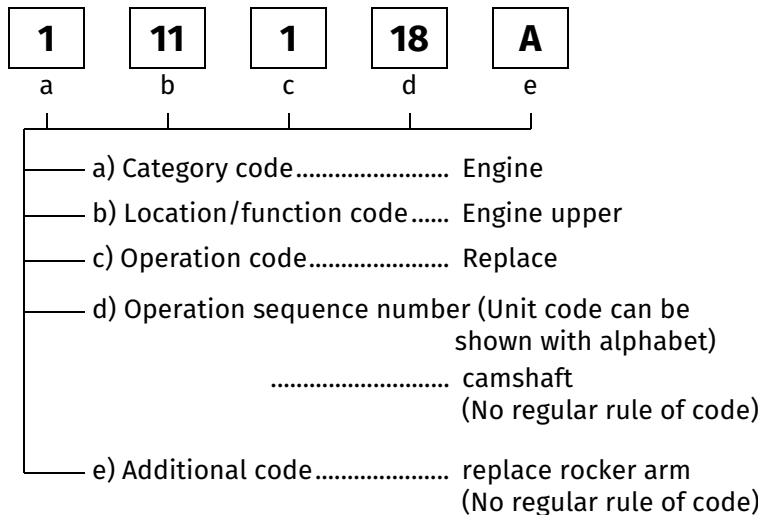 1 11 1 18 A
a b c d e
a) Category code....................... Engine
b) Location/function code...... Engine upper
c) Operation code..................... Replace
d) Operation sequence number (Unit code can be
shown with alphabet)
........................... camshaft
(No regular rule of code)
e) Additional code.................... replace rocker arm
(No regular rule of code)